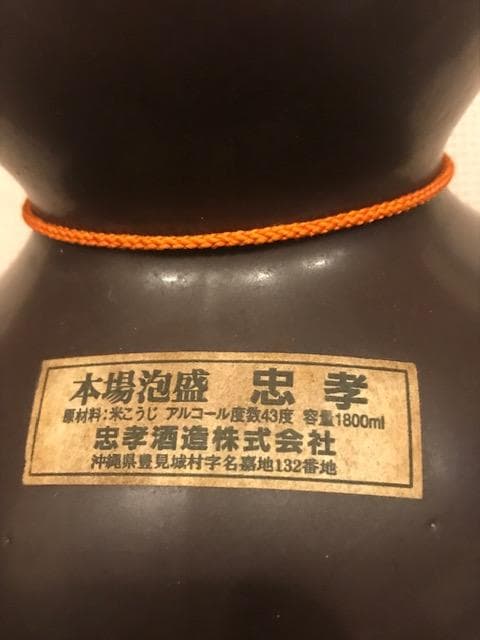 本場泡盛 忠孝
原材料:米こうじ アルコール度数43度 容量1800ml
忠孝酒造株式会社
沖縄県豊見城村字名嘉地132番地